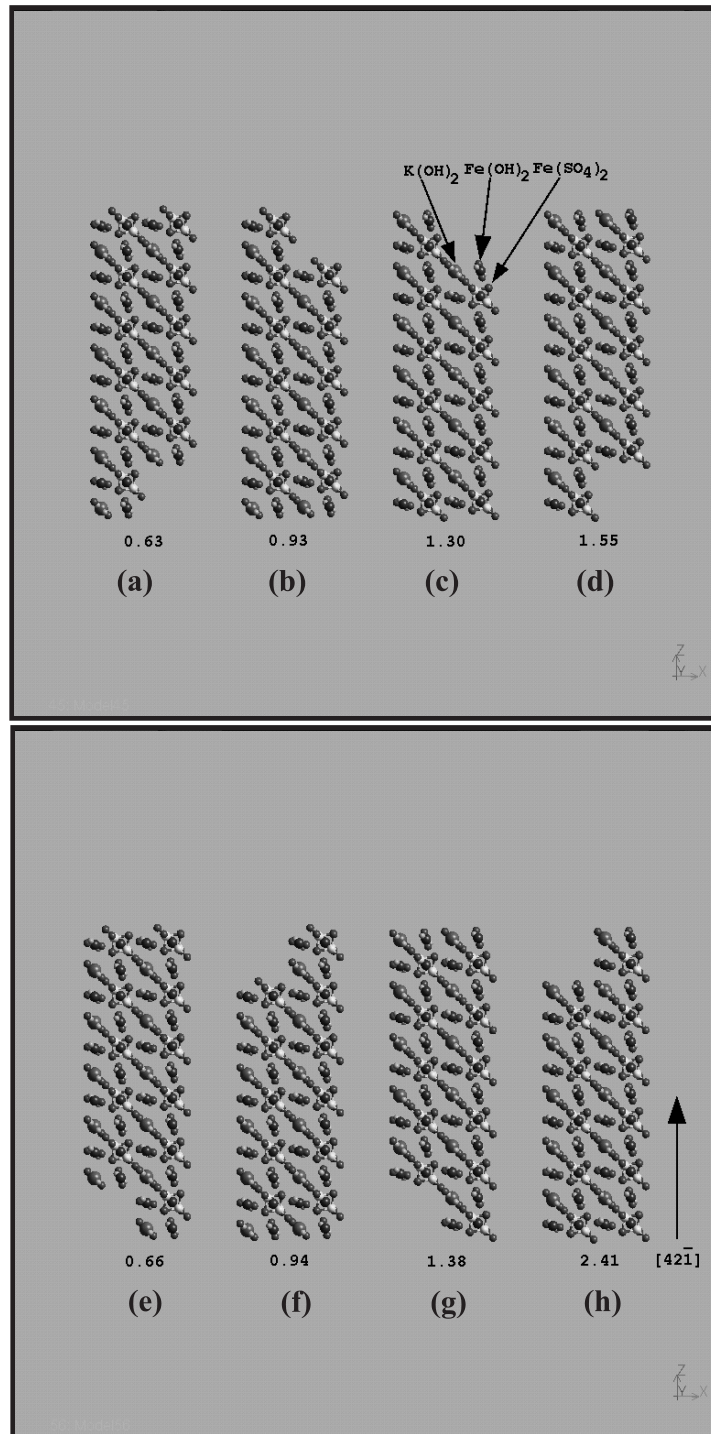 K(OH)2 Fe(OH)2 Fe(SO4)2
0.63 0.93 1.30 1.55
(a) (b) (c) (d)
Z
Y X
0.66 0.94 1.38 2.41 [421̅]
(e) (f) (g) (h)
Z
Y X